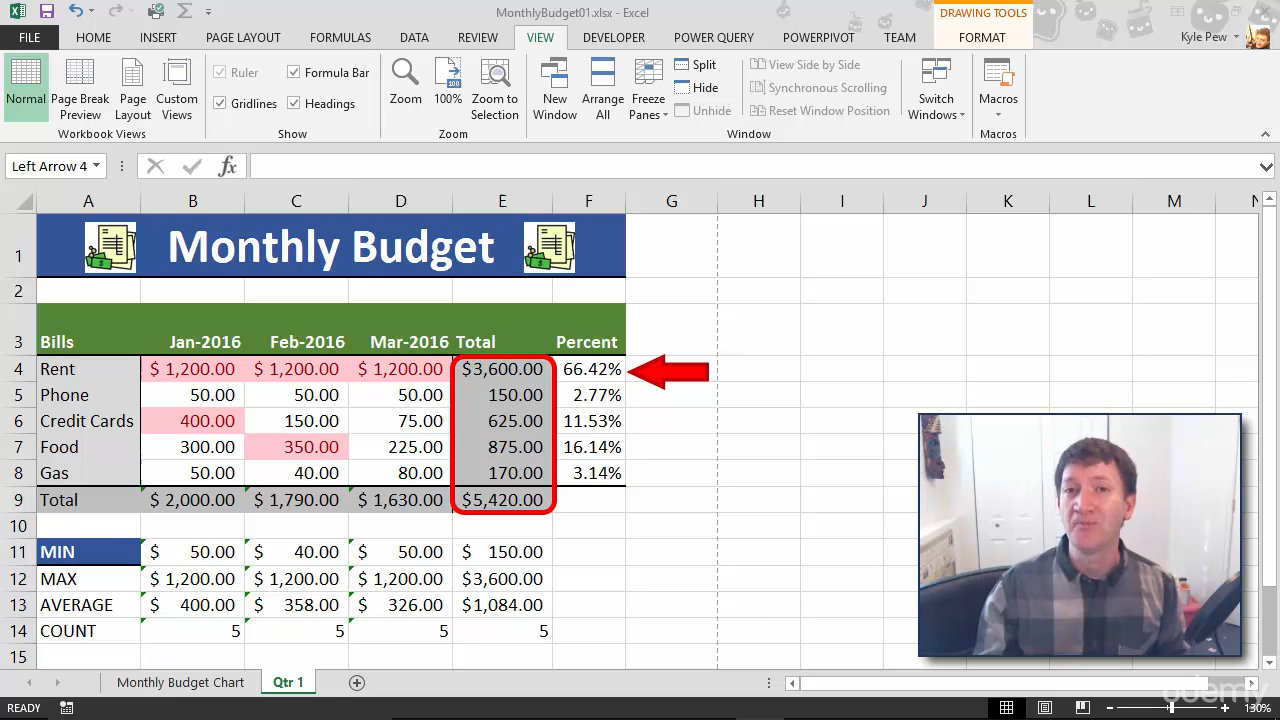 MonthlyBudget01.xlsx - Excel
DRAWING TOOLS
FILE HOME INSERT PAGE LAYOUT FORMULAS DATA REVIEW VIEW DEVELOPER POWER QUERY POWERPIVOT TEAM FORMAT Kyle Pew
Normal Page Break Preview Page Layout Custom Views
Ruler Formula Bar
Gridlines Headings
Zoom 100% Zoom to Selection
New Window Arrange All Freeze Panes
Split
Hide
Unhide
View Side by Side
Synchronous Scrolling
Reset Window Position
Switch Windows Macros
Workbook Views Show Zoom Window Macros
Left Arrow 4 fx
A B C D E F G H I J K L M N
1 Monthly Budget
2
3 Bills Jan-2016 Feb-2016 Mar-2016 Total Percent
4 Rent $ 1,200.00 $ 1,200.00 $ 1,200.00 $3,600.00 66.42%
5 Phone 50.00 50.00 50.00 150.00 2.77%
6 Credit Cards 400.00 150.00 75.00 625.00 11.53%
7 Food 300.00 350.00 225.00 875.00 16.14%
8 Gas 50.00 40.00 80.00 170.00 3.14%
9 Total $ 2,000.00 $ 1,790.00 $ 1,630.00 $5,420.00
10
11 MIN $ 50.00 $ 40.00 $ 50.00 $ 150.00
12 MAX $ 1,200.00 $ 1,200.00 $ 1,200.00 $3,600.00
13 AVERAGE $ 400.00 $ 358.00 $ 326.00 $1,084.00
14 COUNT 5 5 5 5
15
Monthly Budget Chart Qtr 1
udemy
READY 130%